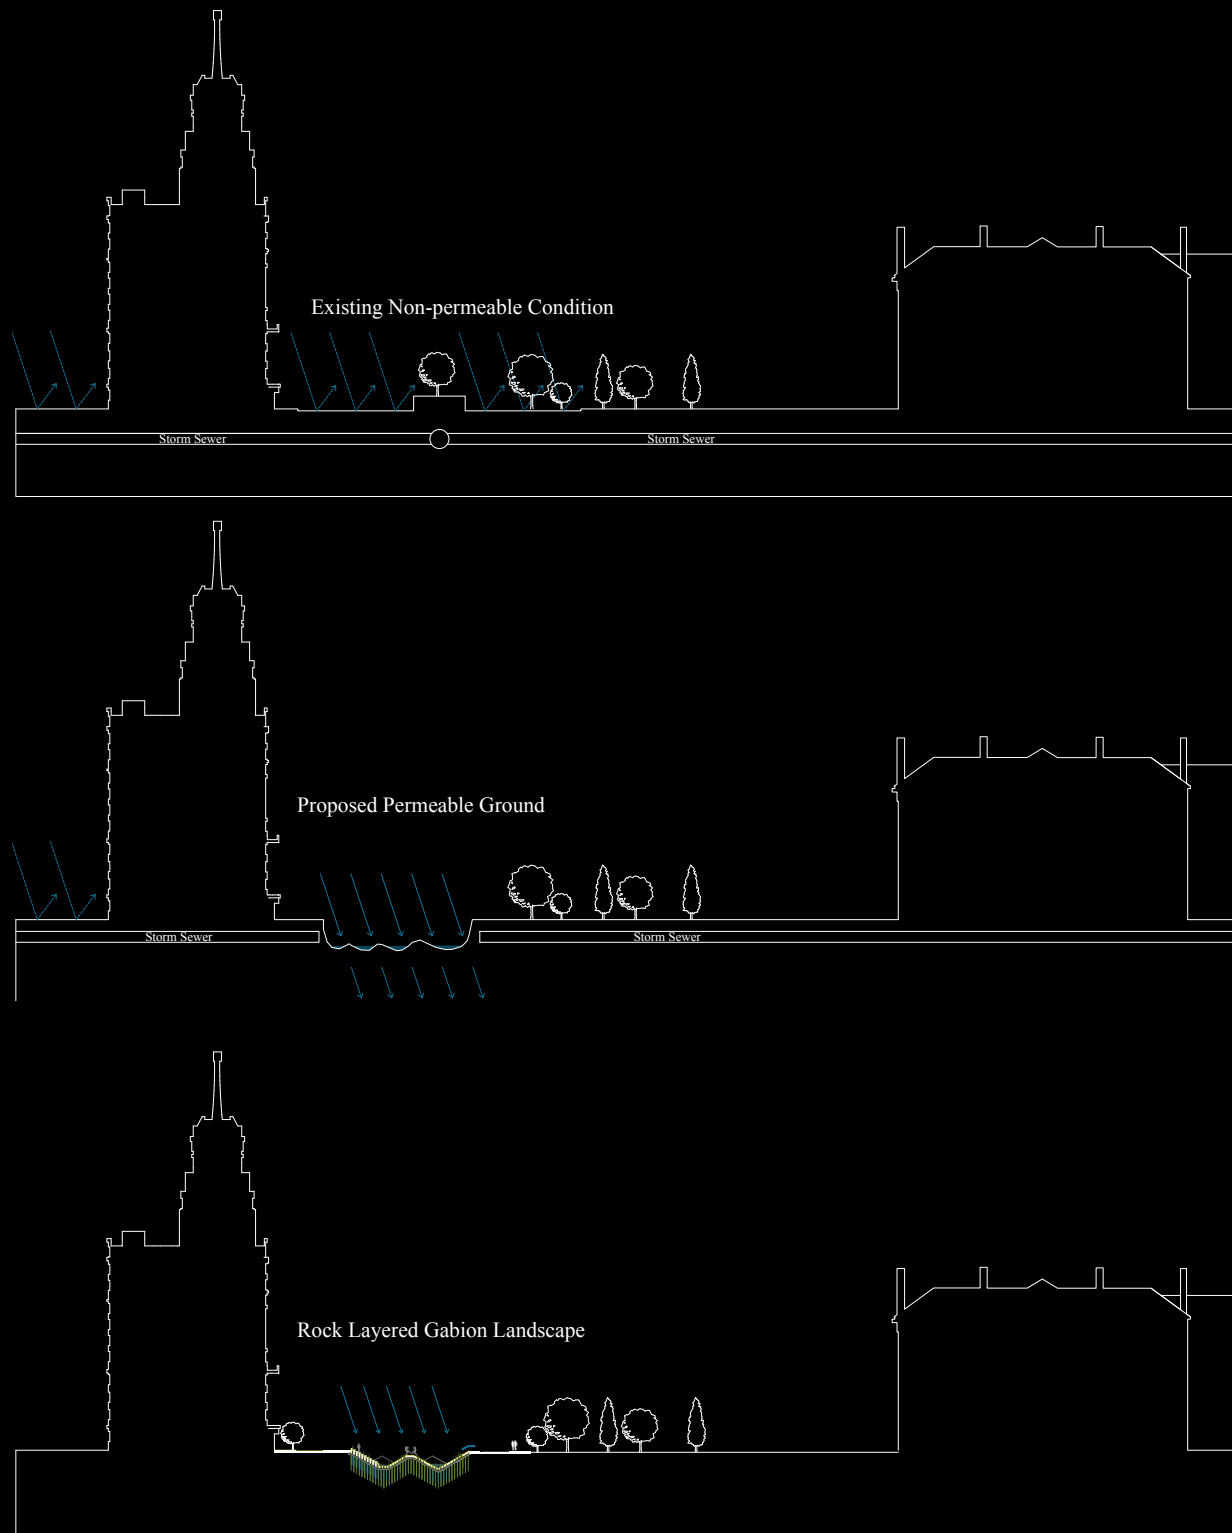 Existing Non-permeable Condition
Storm Sewer
Storm Sewer
Proposed Permeable Ground
Storm Sewer
Storm Sewer
Rock Layered Gabion Landscape